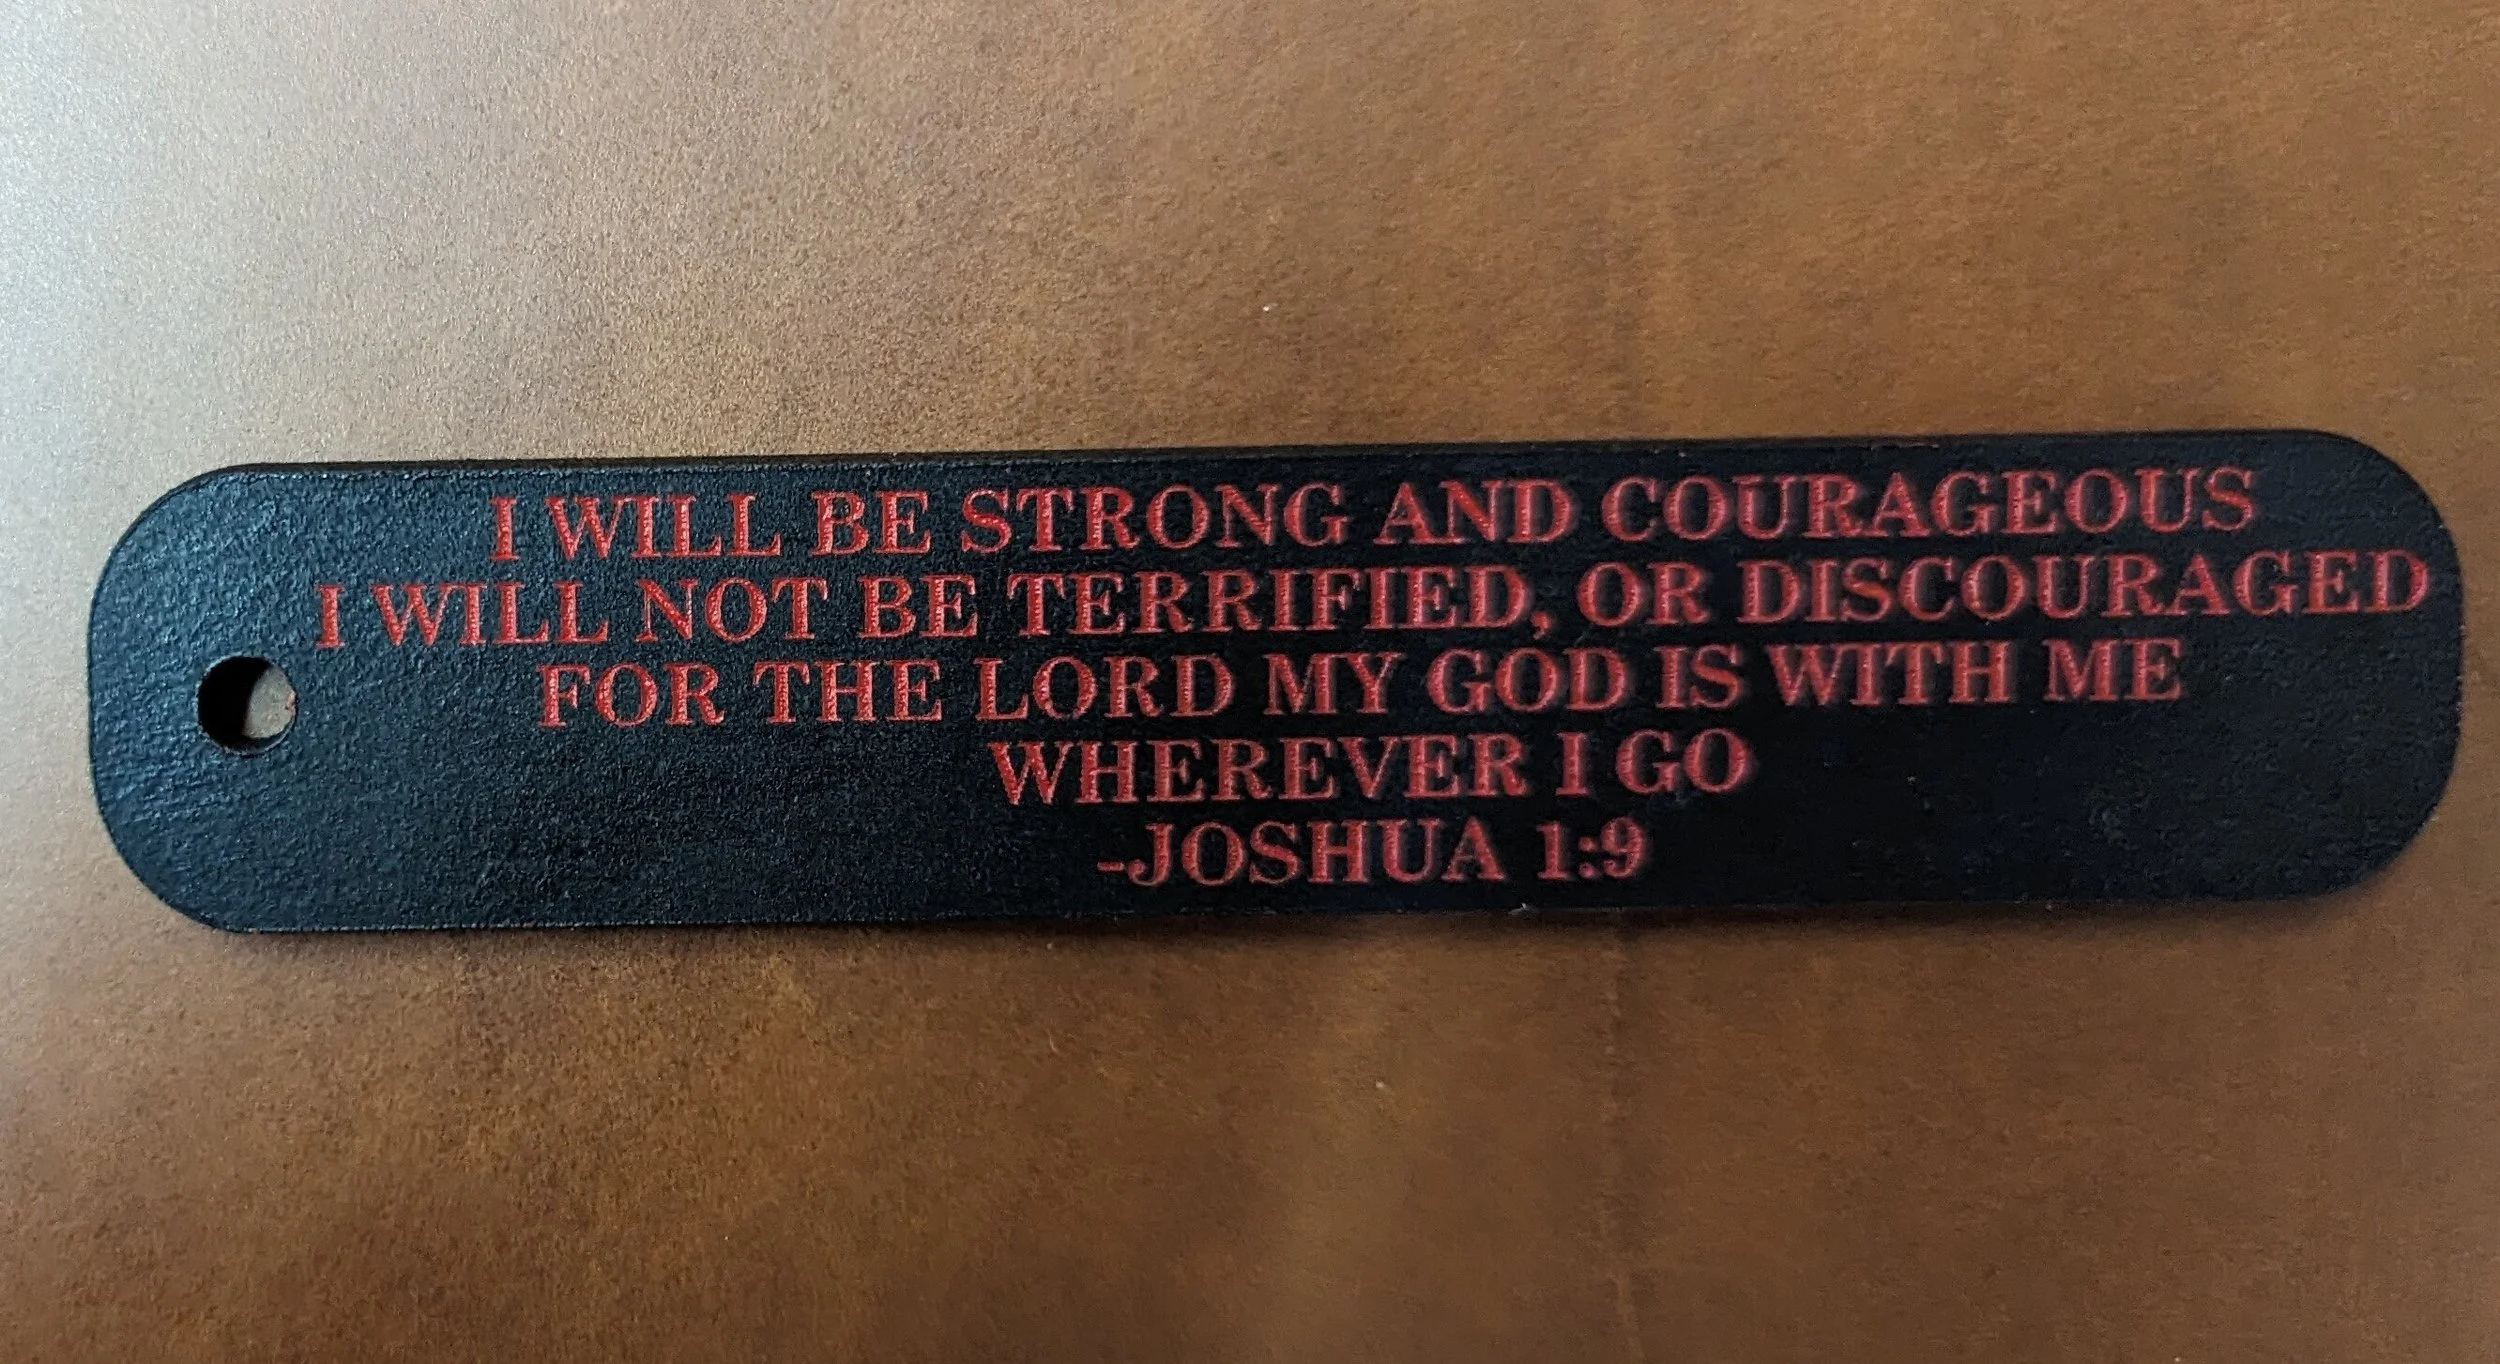 I WILL BE STRONG AND COURAGEOUS
I WILL NOT BE TERRIFIED, OR DISCOURAGED
FOR THE LORD MY GOD IS WITH ME
WHEREVER I GO
-JOSHUA 1:9